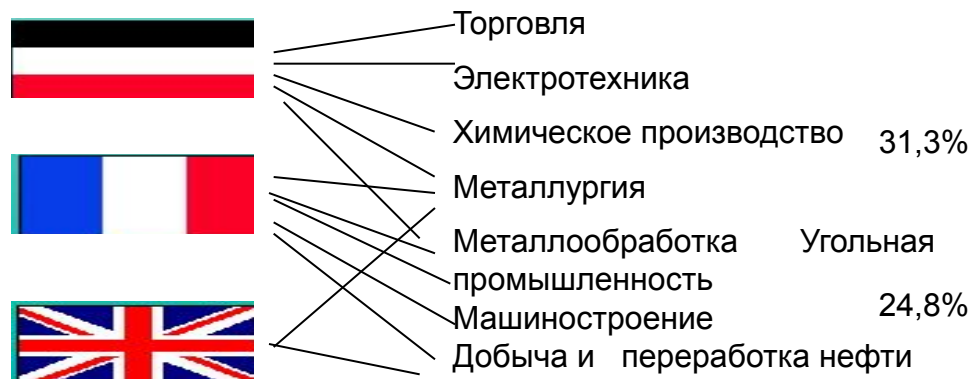 Торговля
Электротехника
Химическое производство
31,3%
Металлургия
Металлообработка Угольная
промышленность
24,8%
Машиностроение
Добыча и переработка нефти